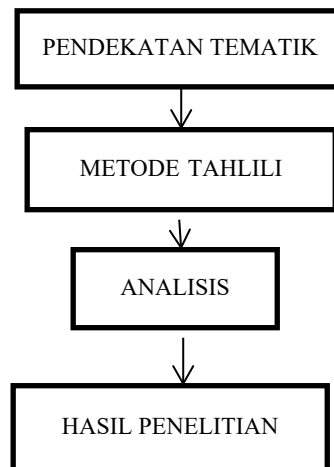 PENDEKATAN TEMATIK
METODE TAHLILI
ANALISIS
HASIL PENELITIAN